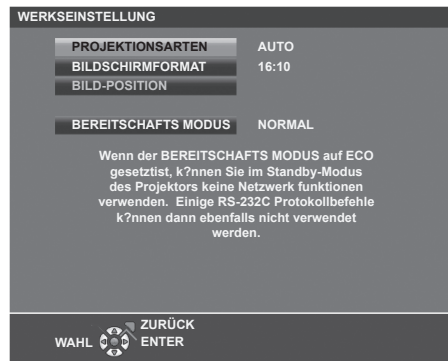 WERKSEINSTELLUNG
PROJEKTIONSARTEN AUTO
BILDSCHIRMFORMAT 16:10
BILD-POSITION
BEREITSCHAFTS MODUS NORMAL
Wenn der BEREITSCHAFTS MODUS auf ECO
gesetztist, k?nnen Sie im Standby-Modus
des Projektors keine Netzwerk funktionen
verwenden. Einige RS-232C Protokollbefehle
k?nnen dann ebenfalls nicht verwendet
werden.
ZURÜCK
WAHL ENTER